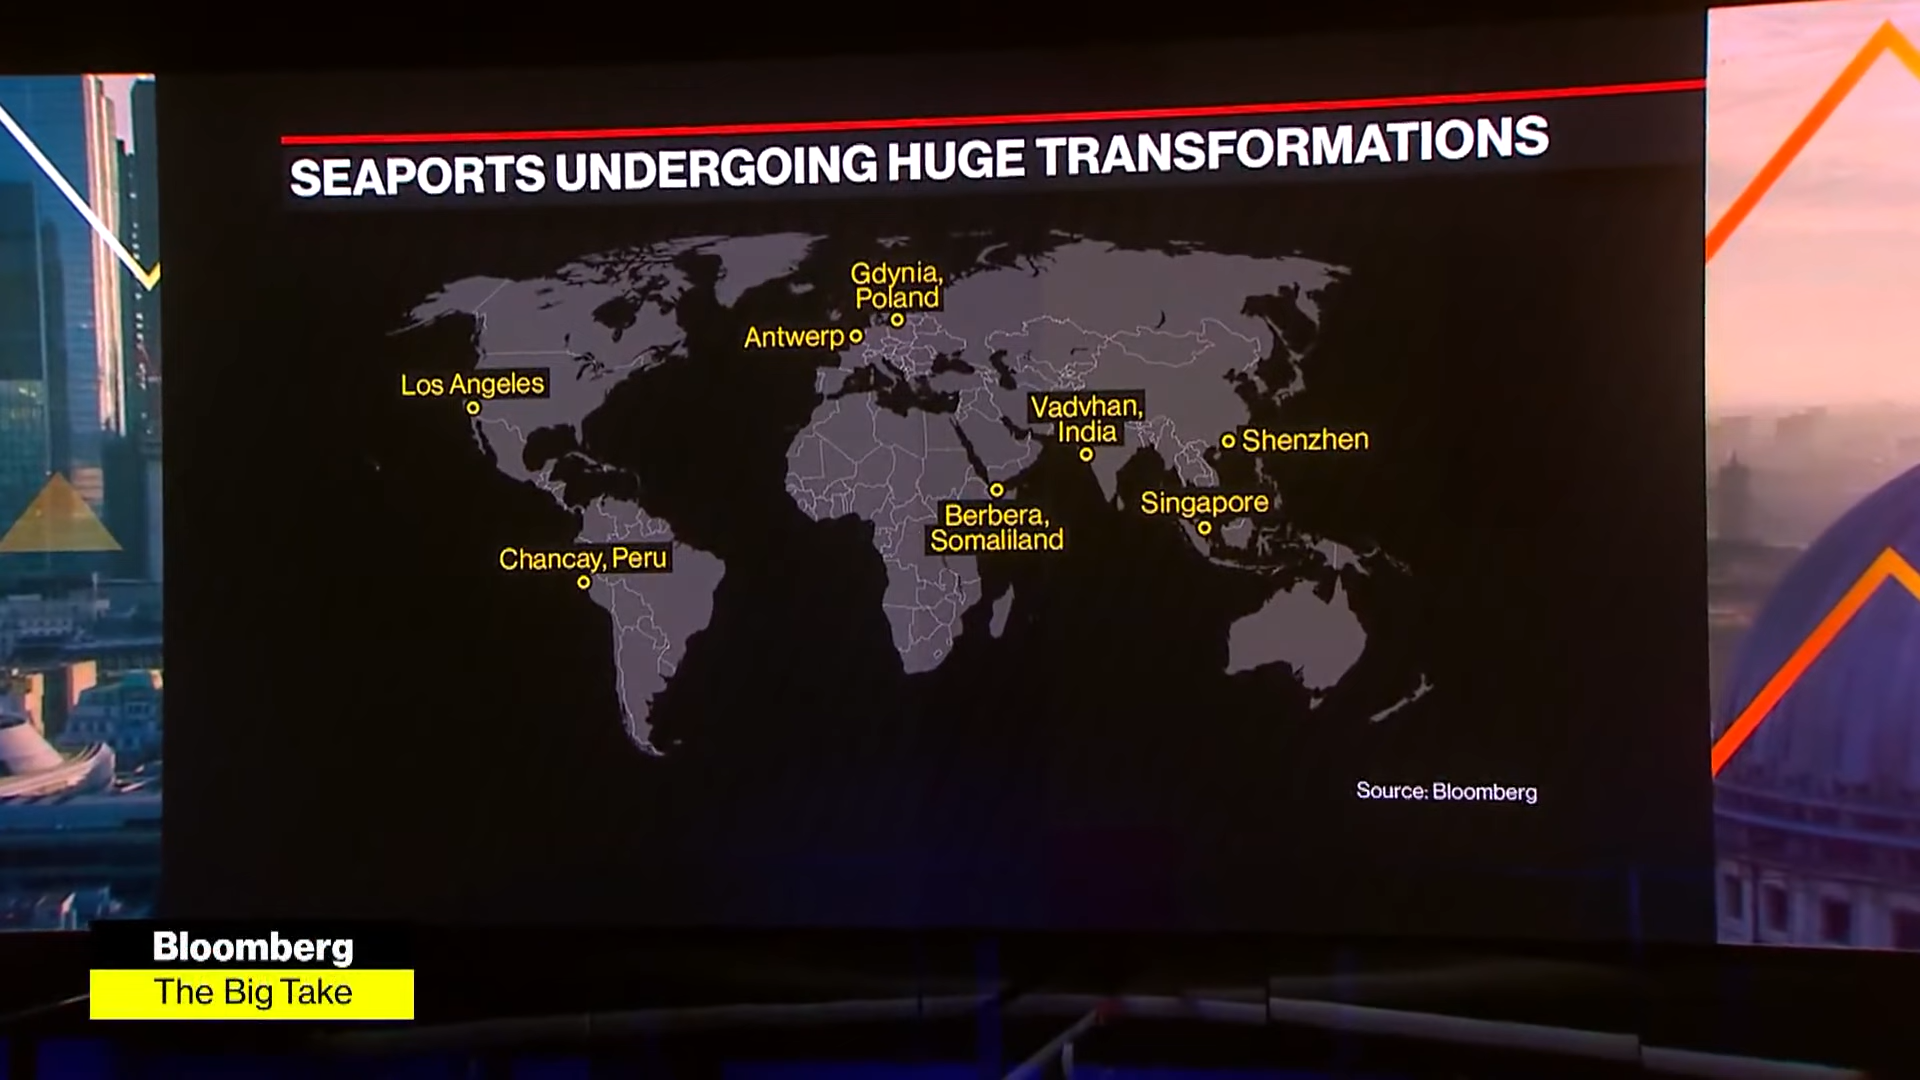 SEAPORTS UNDERGOING HUGE TRANSFORMATIONS
Gdynia,
Poland
Antwerp
Los Angeles
Vadvhan,
India
Shenzhen
Singapore
Berbera,
Somaliland
Chancay, Peru
Source: Bloomberg
Bloomberg
The Big Take